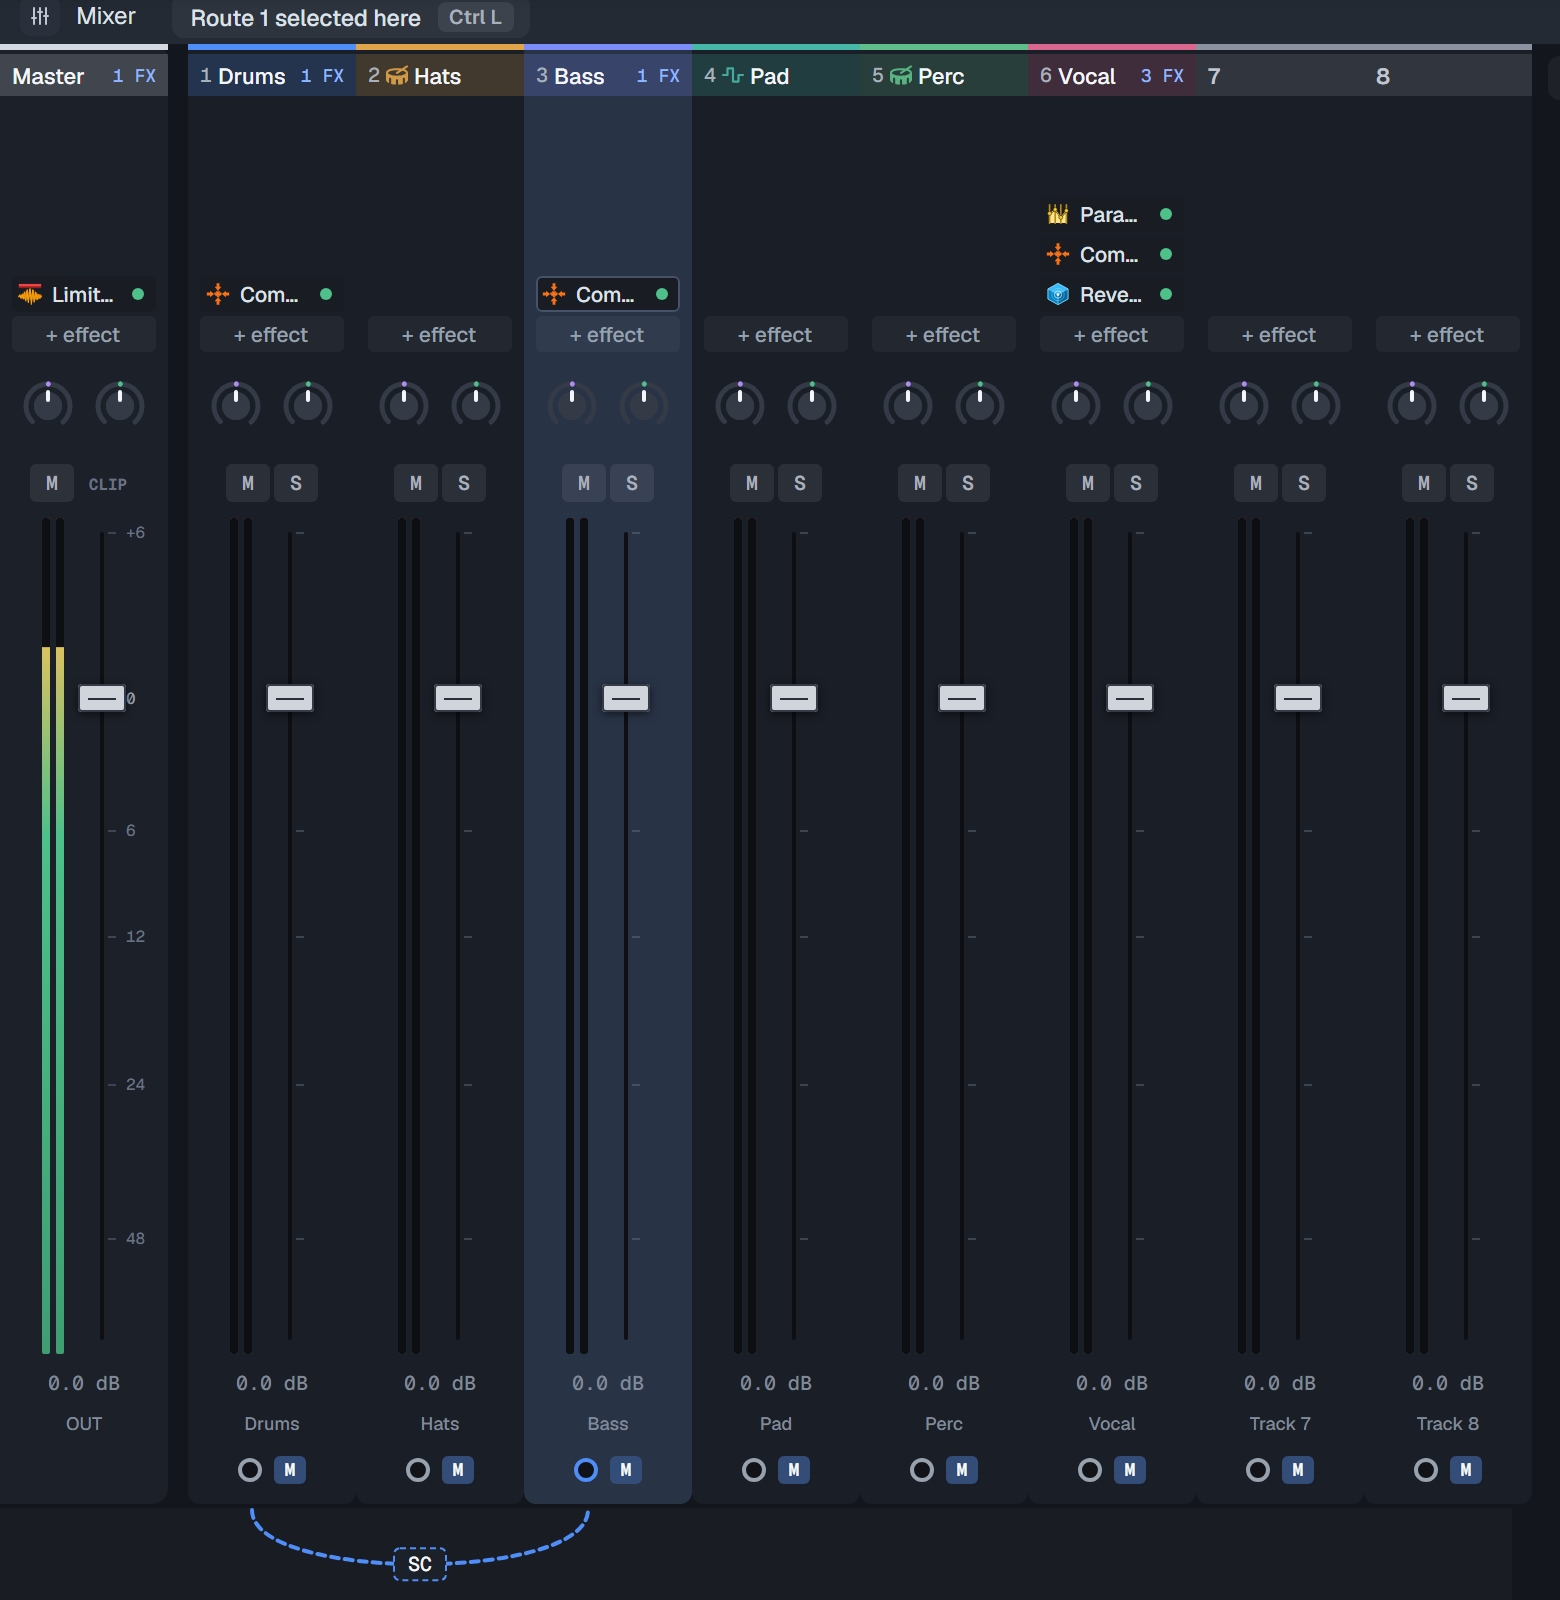 Mixer Route 1 selected here Ctrl L
Master 1 FX 1 Drums 1 FX 2 Hats 3 Bass 1 FX 4 Pad 5 Perc 6 Vocal 3 FX 7 8
Para...
Com...
Limit... Com... Com... Reve...
+ effect + effect + effect + effect + effect + effect + effect + effect + effect
M CLIP M S M S M S M S M S M S M S M S
+6
0
6
12
24
48
0.0 dB 0.0 dB 0.0 dB 0.0 dB 0.0 dB 0.0 dB 0.0 dB 0.0 dB 0.0 dB
OUT Drums Hats Bass Pad Perc Vocal Track 7 Track 8
M M M M M M M M
SC